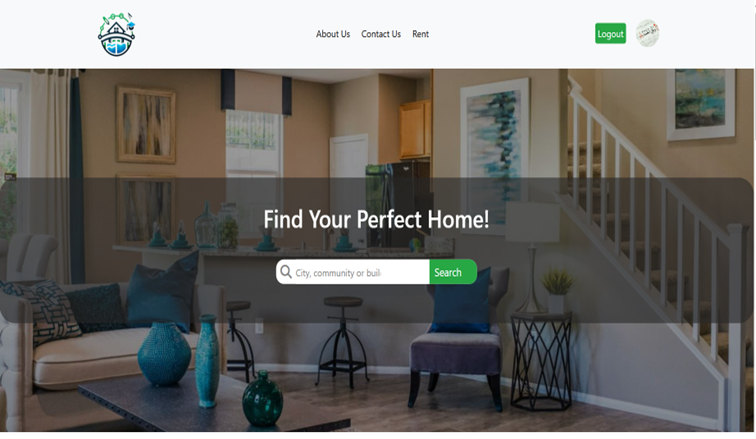 About Us
Contact Us
Rent
Logout
Find Your Perfect Home!
City, community or buil
Search